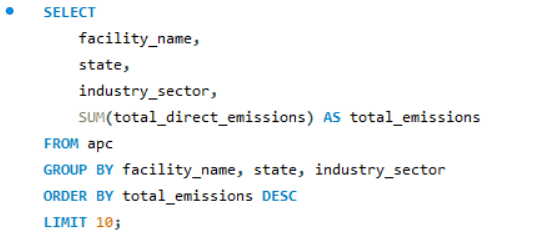 SELECT
facility_name,
state,
industry_sector,
SUM(total_direct_emissions) AS total_emissions
FROM apc
GROUP BY facility_name, state, industry_sector
ORDER BY total_emissions DESC
LIMIT 10;